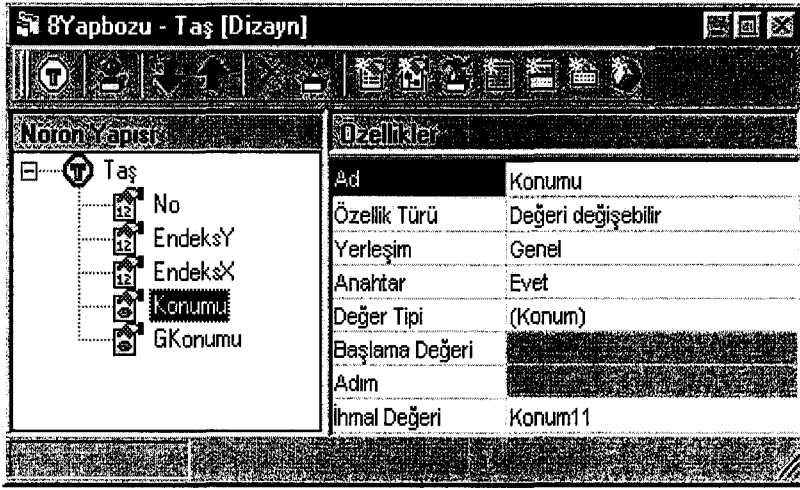 8Yapbozu - Taş [Dizayn]
Nöron Yapısı
Taş
No
EndeksY
EndeksX
Konumu
GKonumu
Özellikler
Ad Konumu
Özellik Türü Değeri değişebilir
Yerleşim Genel
Anahtar Evet
Değer Tipi (Konum)
Başlama Değeri
Adım
İhmal Değeri Konum11